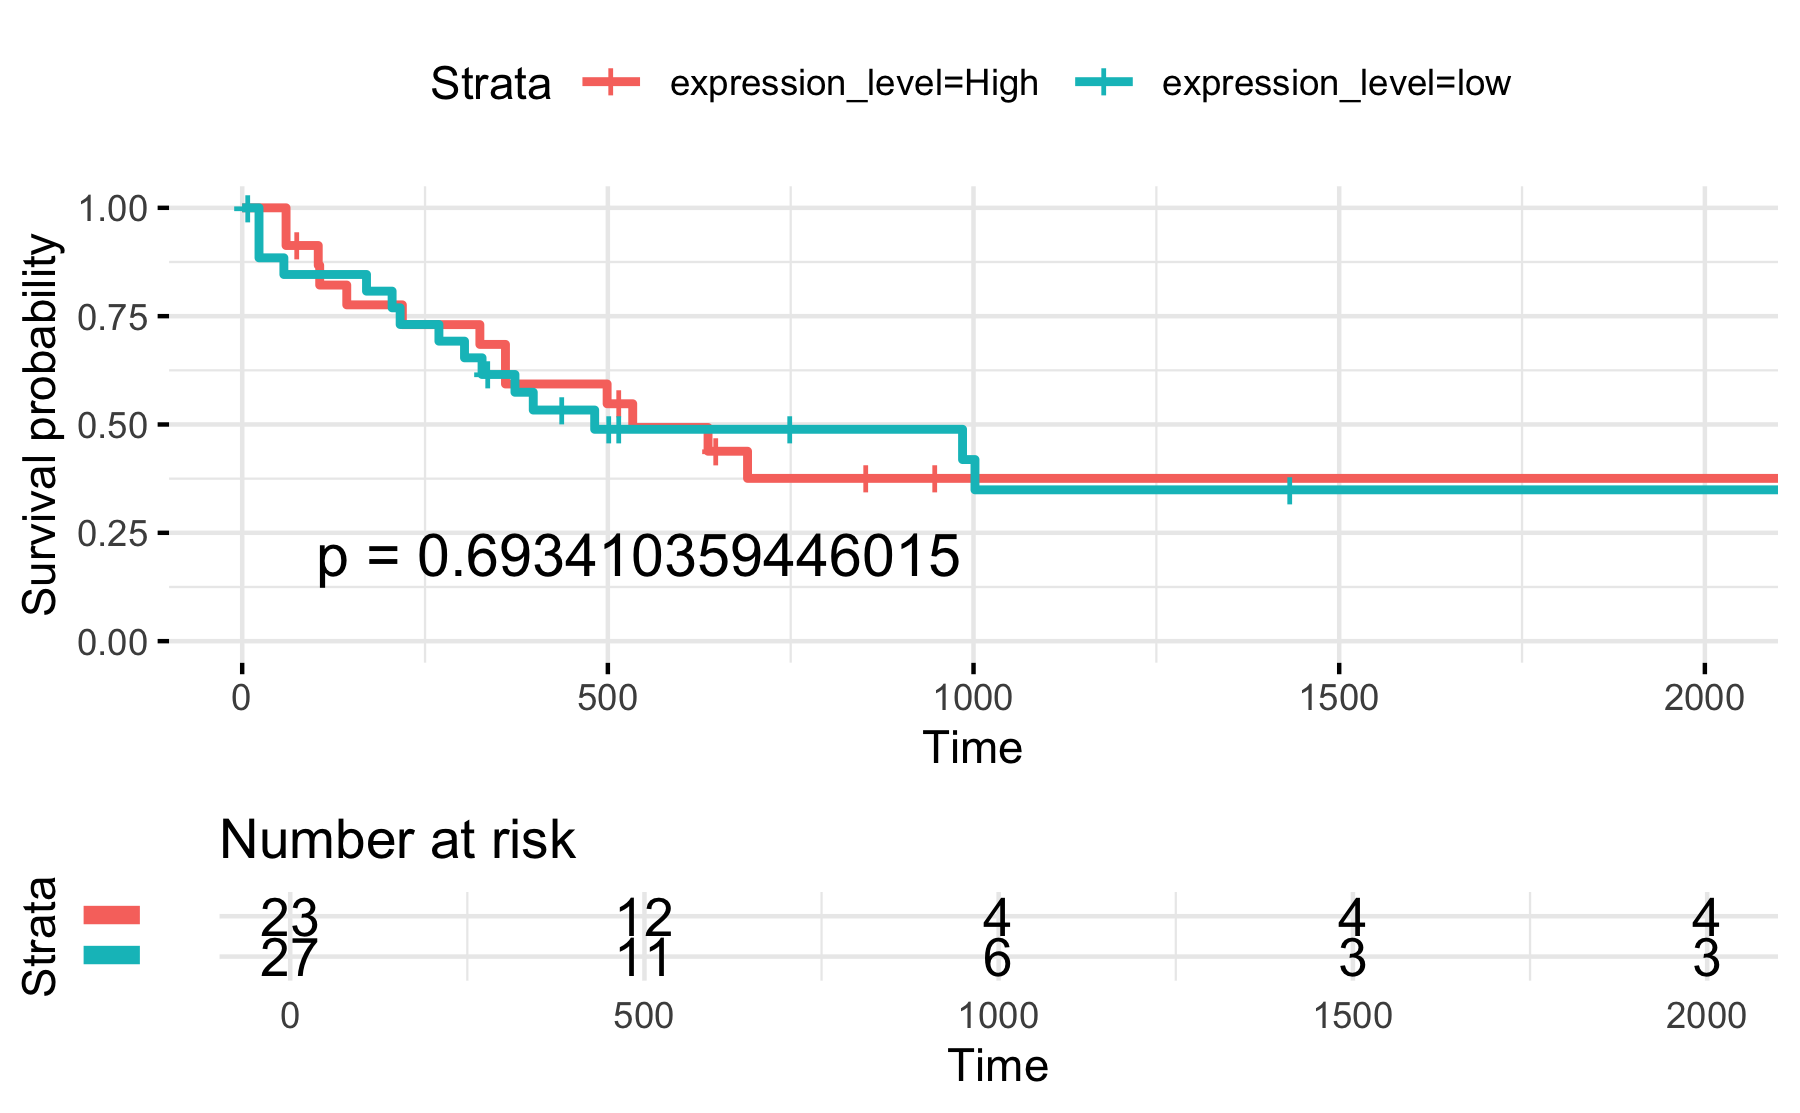 Strata expression_level=High expression_level=low
Survival probability
1.00
0.75
0.50
0.25
0.00
p = 0.693410359446015
0 500 1000 1500 2000
Time
Number at risk
Strata
23 12 4 4 4
27 11 6 3 3
0 500 1000 1500 2000
Time